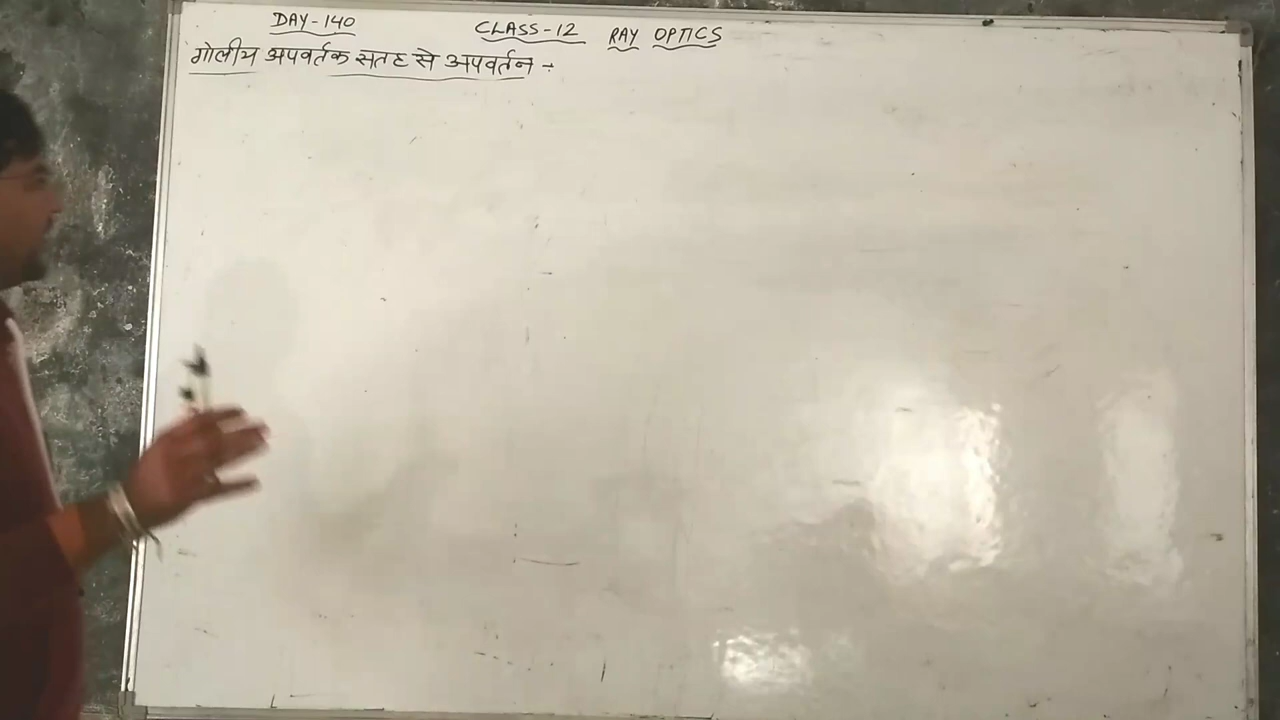 DAY-140 CLASS-12 RAY OPTICS
गोलीय अपवर्तक सतह से अपवर्तन :-